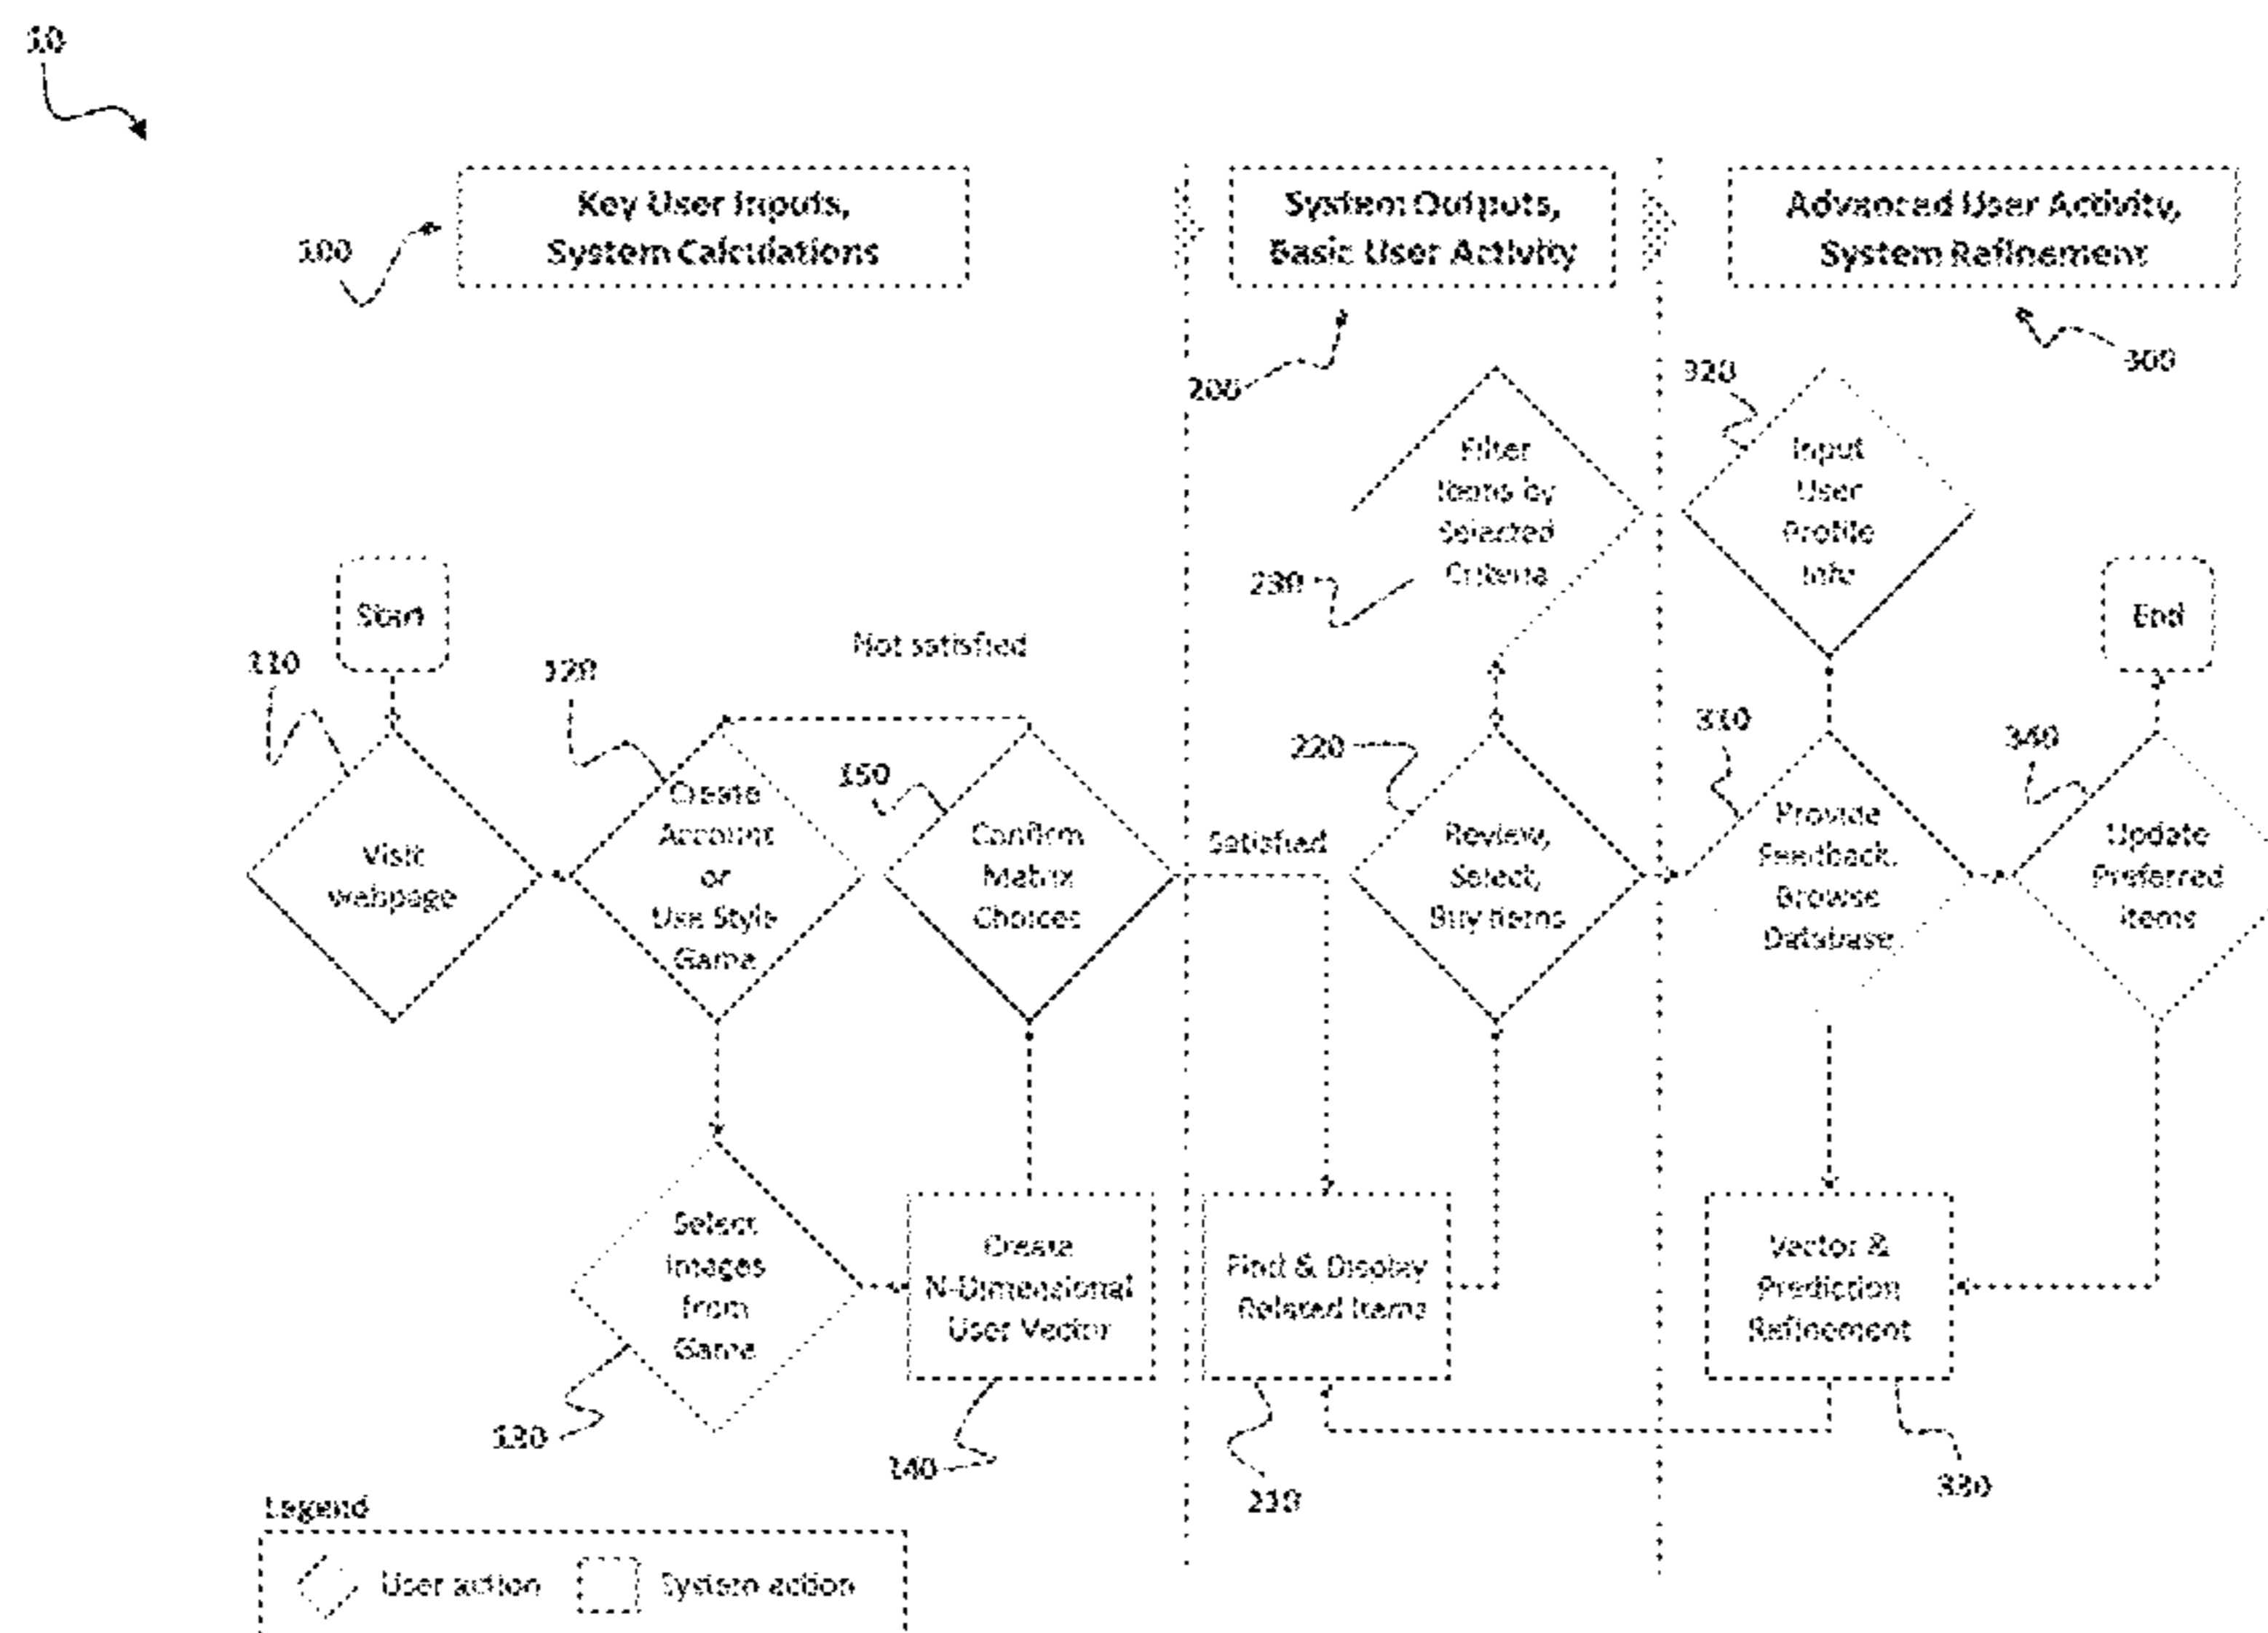 10
100
Key User Inputs,
System Calculations
System Outputs,
Basic User Activity
Advanced User Activity,
System Refinement
200
300
320
Filter
Items by
Selected
Criteria
Input
User
Profile
Info
230
Start
End
110
120
Not satisfied
150
220
310
340
Visit
webpage
Create
Account
or
Use Style
Game
Confirm
Matrix
Choices
Satisfied
Review,
Select,
Buy Items
Provide
Feedback,
Browse
Database
Update
Preferred
Items
Select
Images
from
Game
Create
N-Dimensional
User Vector
Find & Display
Related Items
Vector &
Prediction
Refinement
130
140
210
330
Legend
User action
System action